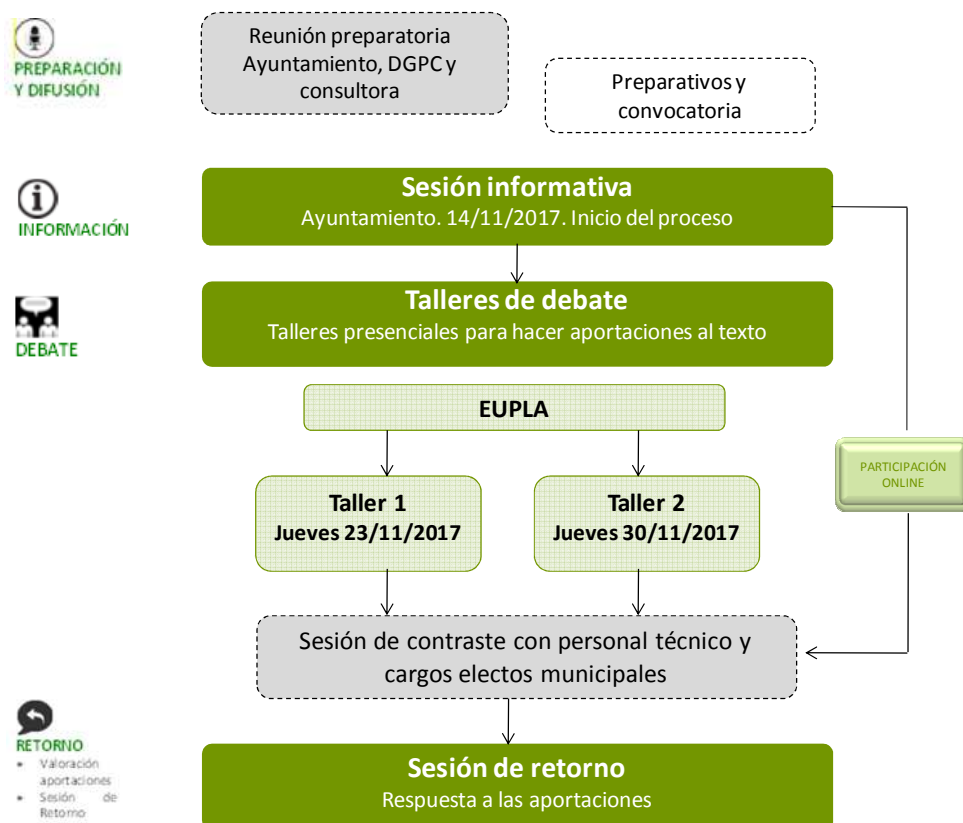 PREPARACIÓN
Y DIFUSIÓN
Reunión preparatoria
Ayuntamiento, DGPC y
consultora
Preparativos y
convocatoria
INFORMACIÓN
Sesión informativa
Ayuntamiento. 14/11/2017. Inicio del proceso
DEBATE
Talleres de debate
Talleres presenciales para hacer aportaciones al texto
EUPLA
Taller 1
Jueves 23/11/2017
Taller 2
Jueves 30/11/2017
PARTICIPACIÓN
ONLINE
Sesión de contraste con personal técnico y
cargos electos municipales
RETORNO
• Valoración
aportaciones
• Sesión de
Retorno
Sesión de retorno
Respuesta a las aportaciones